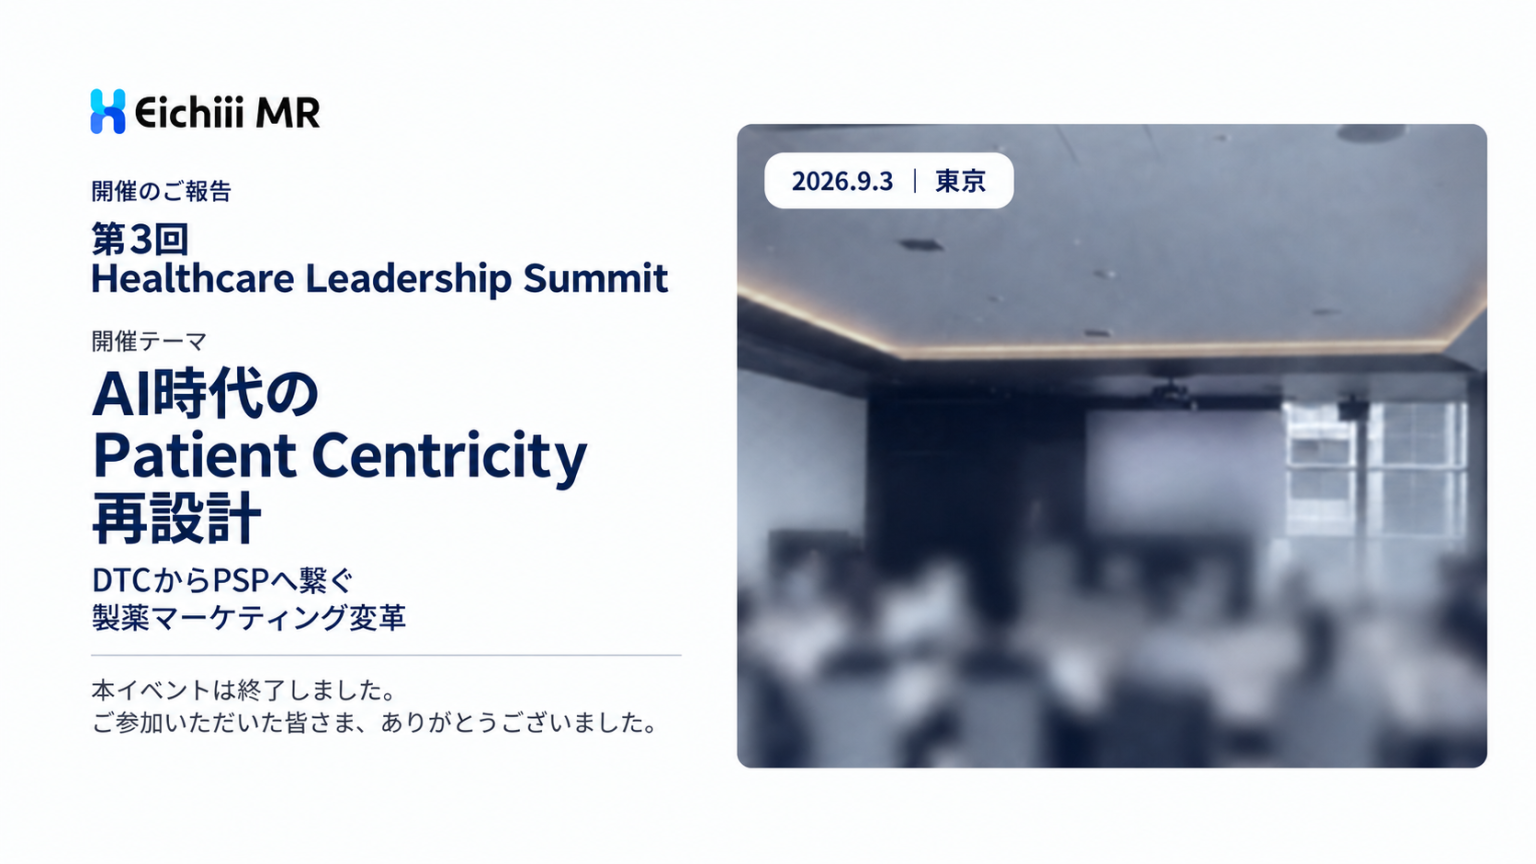 Eichiii MR
開催のご報告
第3回
Healthcare Leadership Summit
開催テーマ
AI時代の
Patient Centricity
再設計
DTCからPSPへ繋ぐ
製薬マーケティング変革
本イベントは終了しました。
ご参加いただいた皆さま、ありがとうございました。
2026.9.3 | 東京